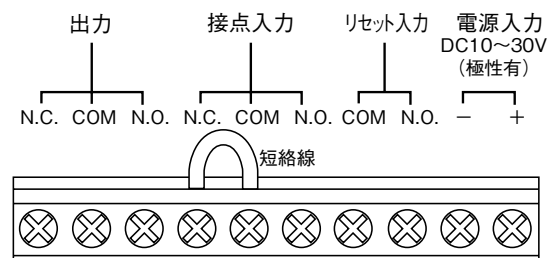 出力 接点入力 リセット入力 電源入力
DC10～30V
（極性有）
N.C. COM N.O. N.C. COM N.O. COM N.O. － ＋
短絡線